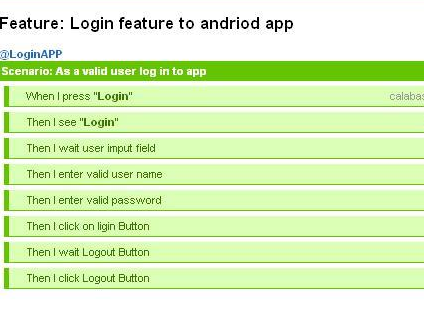 Feature: Login feature to andriod app
@LoginAPP
Scenario: As a valid user log in to app
When I press "Login" calabas
Then I see "Login"
Then I wait user imput field
Then I enter valid user name
Then I enter valid password
Then I click on ligin Button
Then I wait Logout Button
Then I click Logout Button